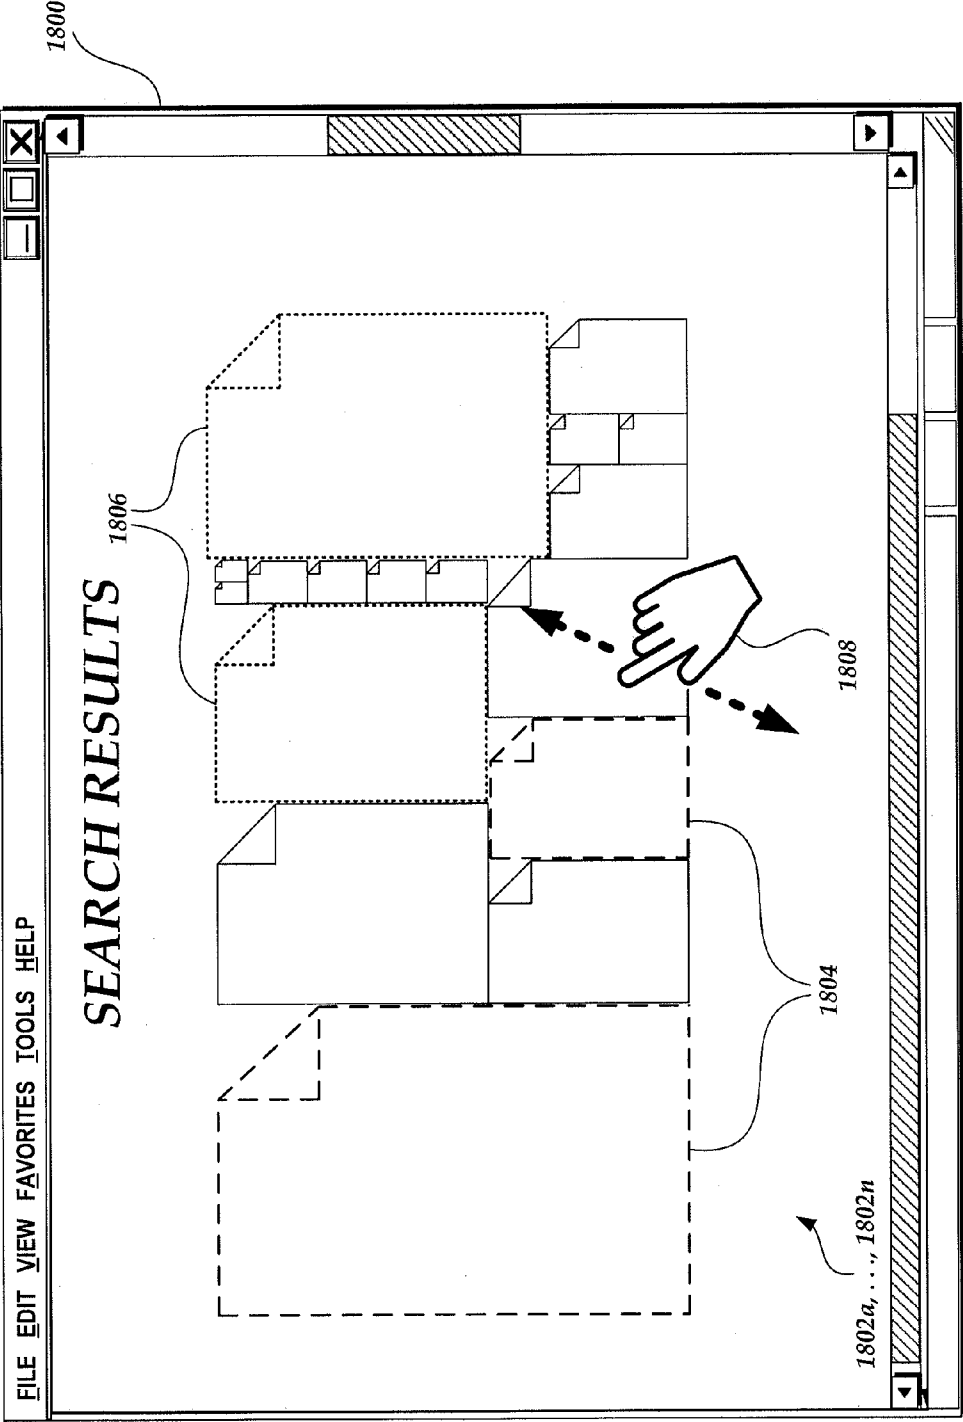 1800
FILE EDIT VIEW FAVORITES TOOLS HELP
SEARCH RESULTS
1806
1808
1804
1802a, . . . , 1802n